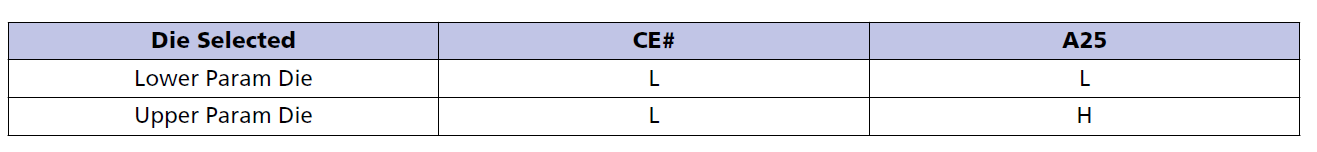 Die Selected CE# A25
Lower Param Die L L
Upper Param Die L H